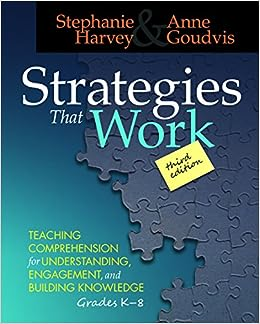 Stephanie & Anne
Harvey Goudvis
Strategies
That Work
third edition
TEACHING
COMPREHENSION
for UNDERSTANDING,
ENGAGEMENT, and
BUILDING KNOWLEDGE
Grades K–8